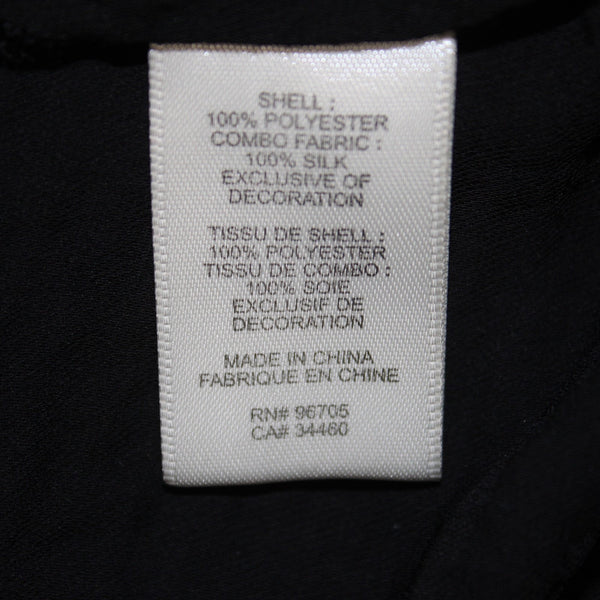 SHELL :
100% POLYESTER
COMBO FABRIC :
100% SILK
EXCLUSIVE OF
DECORATION
TISSU DE SHELL :
100% POLYESTER
TISSU DE COMBO :
100% SOIE
EXCLUSIF DE
DECORATION
MADE IN CHINA
FABRIQUE EN CHINE
RN# 96705
CA# 34460